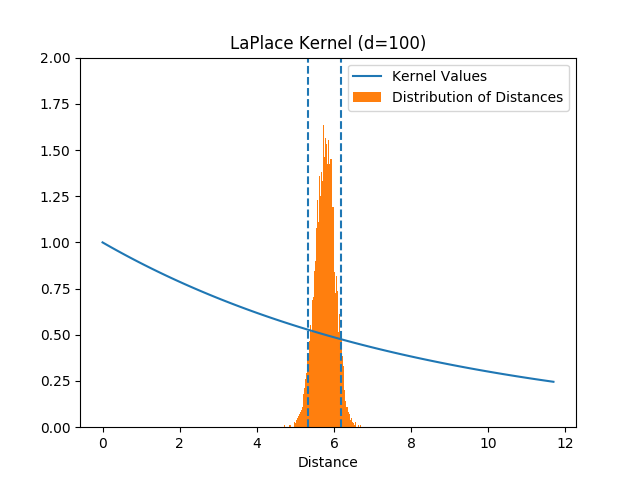 LaPlace Kernel (d=100)
2.00
1.75
1.50
1.25
1.00
0.75
0.50
0.25
0.00
Kernel Values
Distribution of Distances
0 2 4 6 8 10 12
Distance